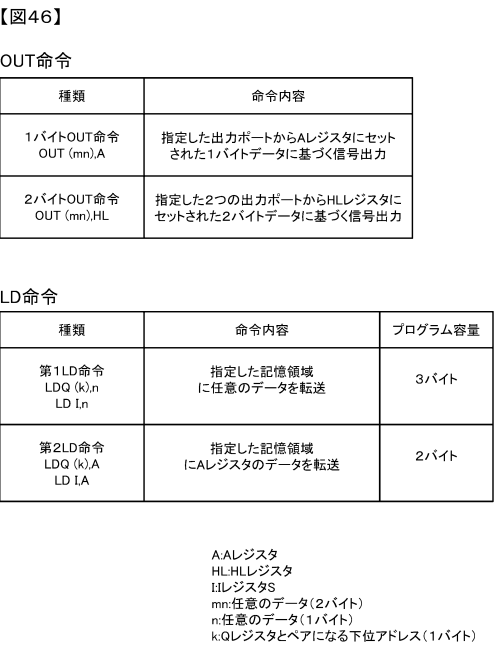 【図46】
OUT命令
種類 命令内容
1バイトOUT命令 指定した出力ポートからAレジスタにセット
OUT (mn),A された1バイトデータに基づく信号出力
2バイトOUT命令 指定した2つの出力ポートからHLレジスタに
OUT (mn),HL セットされた2バイトデータに基づく信号出力
LD命令
種類 命令内容 プログラム容量
第1LD命令 指定した記憶領域 3バイト
LDQ (k),n に任意のデータを転送
LD I,n
第2LD命令 指定した記憶領域 2バイト
LDQ (k),A にAレジスタのデータを転送
LD I,A
A:Aレジスタ
HL:HLレジスタ
I:IレジスタS
mn:任意のデータ(2バイト)
n:任意のデータ(1バイト)
k:Qレジスタとペアになる下位アドレス(1バイト)